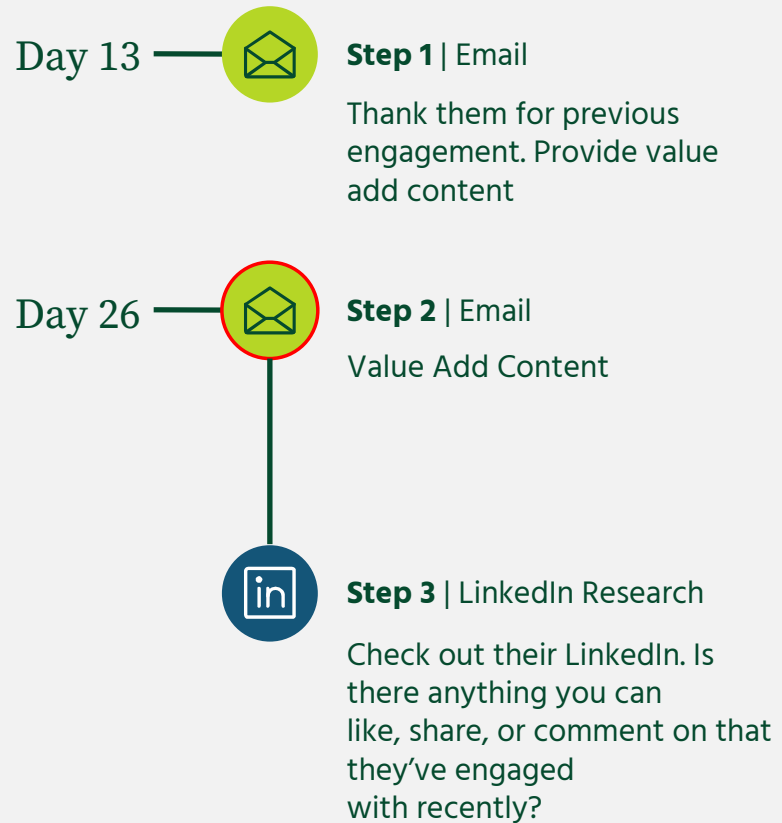 Day 13
Step 1 | Email
Thank them for previous
engagement. Provide value
add content
Day 26
Step 2 | Email
Value Add Content
in
Step 3 | LinkedIn Research
Check out their LinkedIn. Is
there anything you can
like, share, or comment on that
they’ve engaged
with recently?